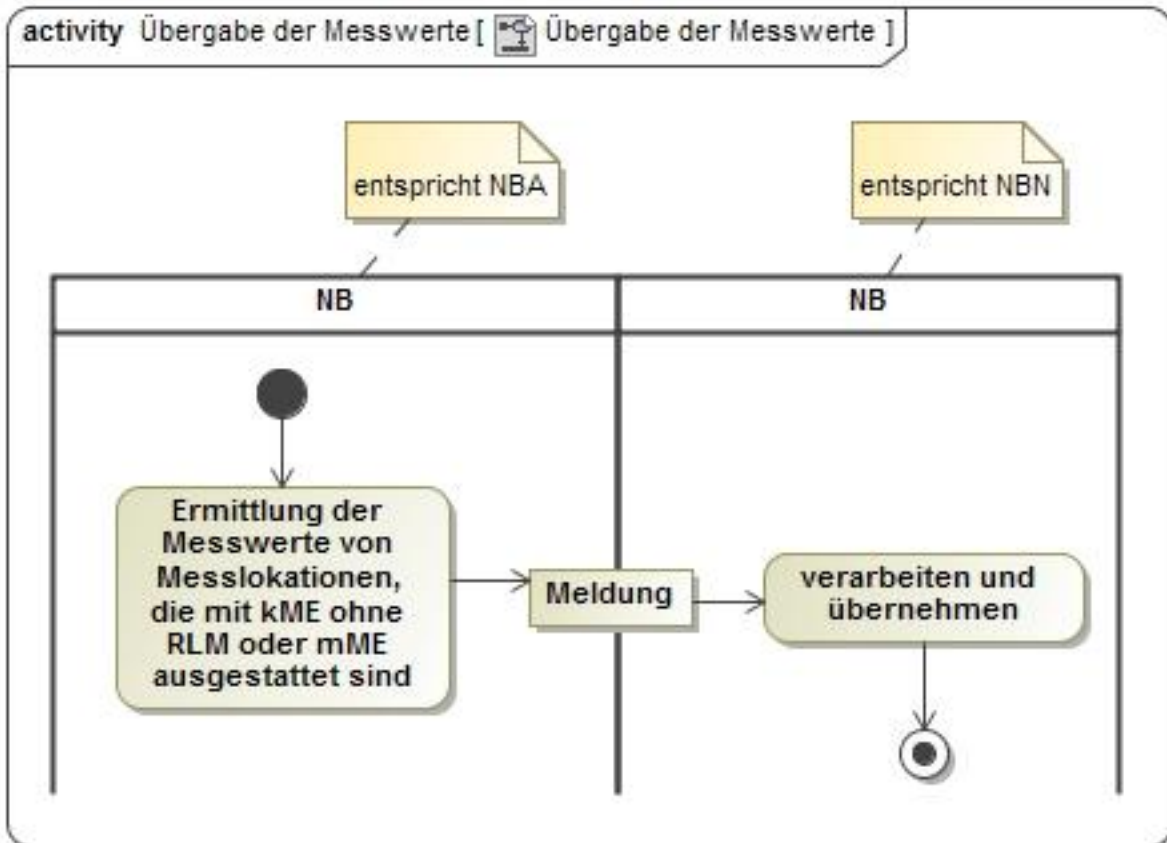 activity Übergabe der Messwerte [ Übergabe der Messwerte ]
entspricht NBA
entspricht NBN
NB
NB
Ermittlung der
Messwerte von
Messlokationen,
die mit kME ohne
RLM oder mME
ausgestattet sind
Meldung
verarbeiten und
übernehmen